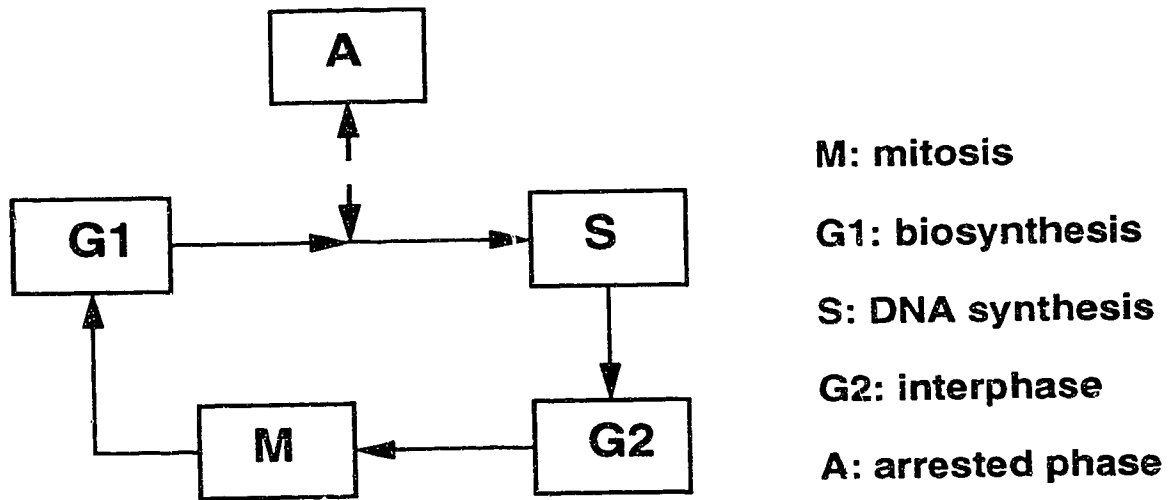 A
G1
S
M
G2
M: mitosis
G1: biosynthesis
S: DNA synthesis
G2: interphase
A: arrested phase